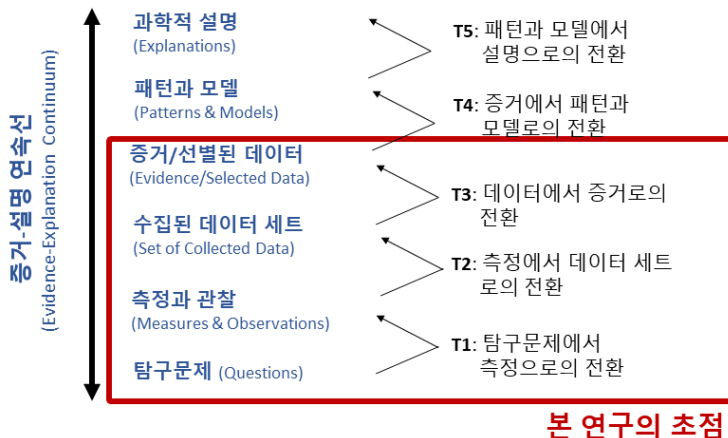 증거-설명 연속선
(Evidence-Explanation Continuum)
과학적 설명
(Explanations)
패턴과 모델
(Patterns & Models)
증거/선별된 데이터
(Evidence/Selected Data)
수집된 데이터 세트
(Set of Collected Data)
측정과 관찰
(Measures & Observations)
탐구문제 (Questions)
T5: 패턴과 모델에서
설명으로의 전환
T4: 증거에서 패턴과
모델로의 전환
T3: 데이터에서 증거로의
전환
T2: 측정에서 데이터 세트
로의 전환
T1: 탐구문제에서
측정으로의 전환
본 연구의 초점